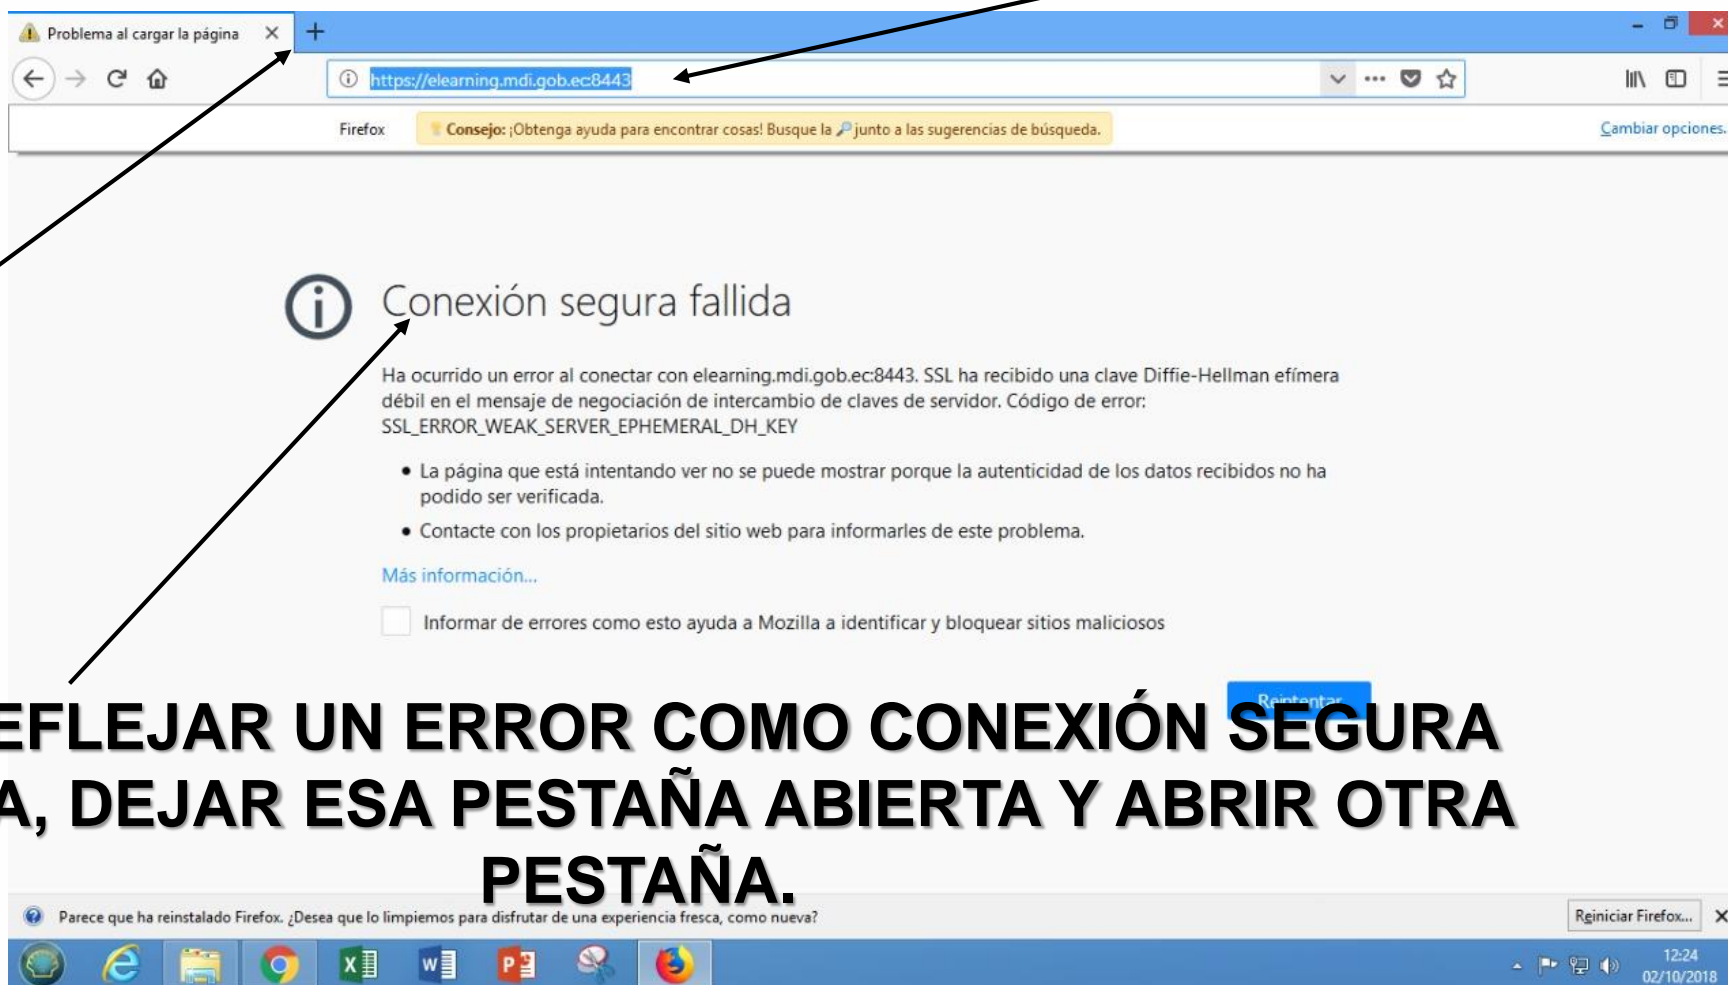 Problema al cargar la página
https://elearning.mdi.gob.ec:8443
Firefox
Consejo: ¡Obtenga ayuda para encontrar cosas! Busque la junto a las sugerencias de búsqueda.
Cambiar opciones.
Conexión segura fallida
Ha ocurrido un error al conectar con elearning.mdi.gob.ec:8443. SSL ha recibido una clave Diffie-Hellman efímera
débil en el mensaje de negociación de intercambio de claves de servidor. Código de error:
SSL_ERROR_WEAK_SERVER_EPHEMERAL_DH_KEY
La página que está intentando ver no se puede mostrar porque la autenticidad de los datos recibidos no ha
podido ser verificada.
Contacte con los propietarios del sitio web para informarles de este problema.
Más información...
Informar de errores como esto ayuda a Mozilla a identificar y bloquear sitios maliciosos
Reintentar
EFLEJAR UN ERROR COMO CONEXIÓN SEGURA
A, DEJAR ESA PESTAÑA ABIERTA Y ABRIR OTRA
PESTAÑA.
Parece que ha reinstalado Firefox. ¿Desea que lo limpiemos para disfrutar de una experiencia fresca, como nueva?
Reiniciar Firefox...
12:24
02/10/2018